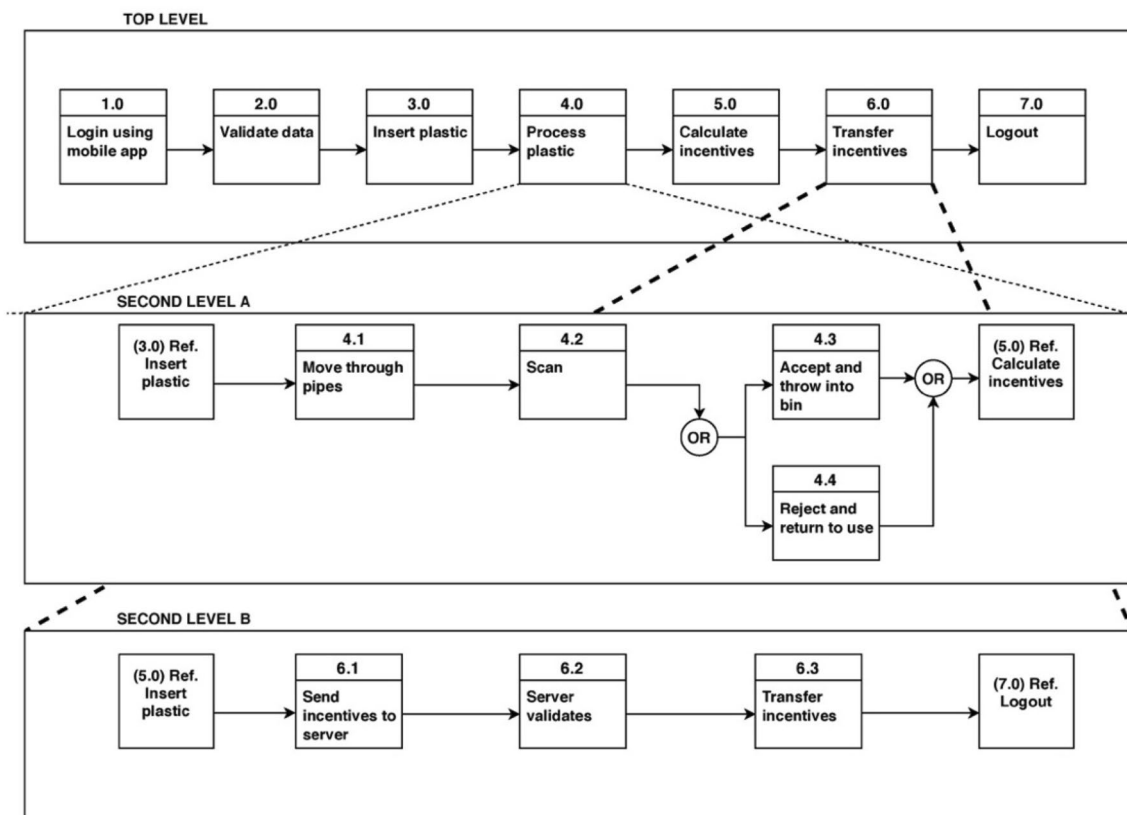 TOP LEVEL
1.0
Login using
mobile app
2.0
Validate data
3.0
Insert plastic
4.0
Process
plastic
5.0
Calculate
incentives
6.0
Transfer
incentives
7.0
Logout
SECOND LEVEL A
(3.0) Ref.
Insert
plastic
4.1
Move through
pipes
4.2
Scan
OR
4.3
Accept and
throw into
bin
4.4
Reject and
return to use
OR
(5.0) Ref.
Calculate
incentives
SECOND LEVEL B
(5.0) Ref.
Insert
plastic
6.1
Send
incentives to
server
6.2
Server
validates
6.3
Transfer
incentives
(7.0) Ref.
Logout